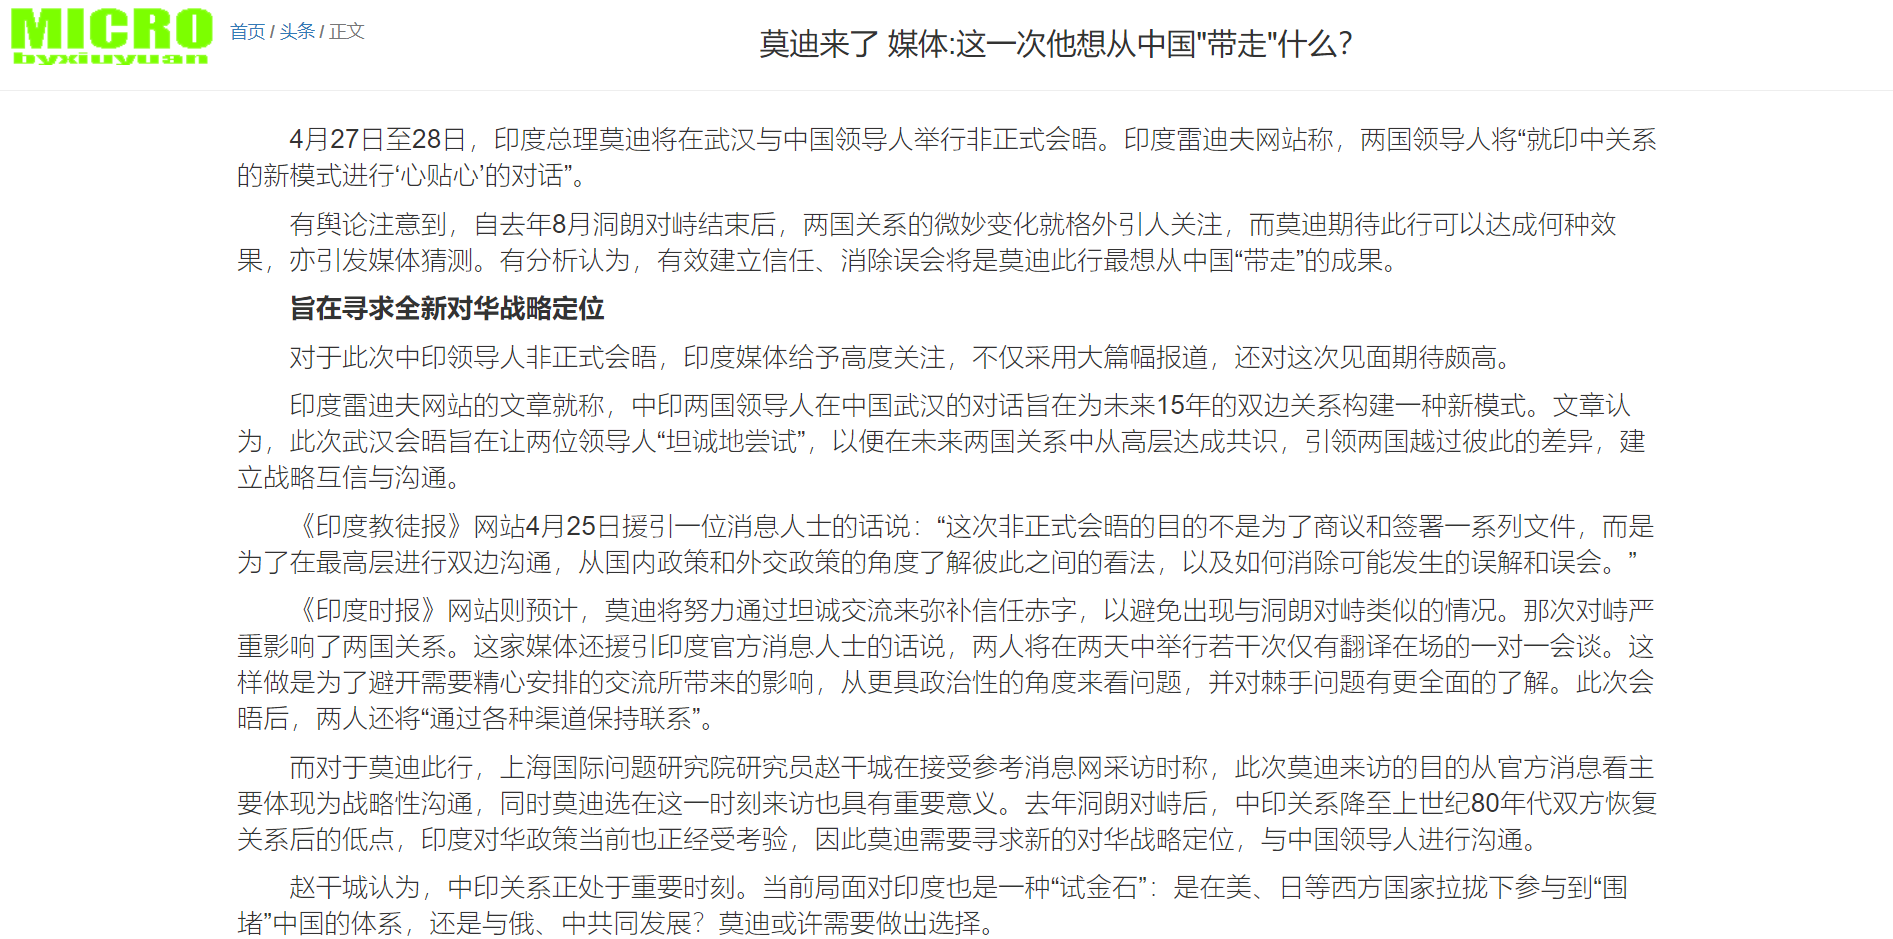 MICRO
byxiuyuan
首页 / 头条 / 正文
莫迪来了 媒体:这一次他想从中国"带走"什么?
4月27日至28日，印度总理莫迪将在武汉与中国领导人举行非正式会晤。印度雷迪夫网站称，两国领导人将“就印中关系
的新模式进行‘心贴心’的对话”。
有舆论注意到，自去年8月洞朗对峙结束后，两国关系的微妙变化就格外引人关注，而莫迪期待此行可以达成何种效
果，亦引发媒体猜测。有分析认为，有效建立信任、消除误会将是莫迪此行最想从中国“带走”的成果。
旨在寻求全新对华战略定位
对于此次中印领导人非正式会晤，印度媒体给予高度关注，不仅采用大篇幅报道，还对这次见面期待颇高。
印度雷迪夫网站的文章就称，中印两国领导人在中国武汉的对话旨在为未来15年的双边关系构建一种新模式。文章认
为，此次武汉会晤旨在让两位领导人“坦诚地尝试”，以便在未来两国关系中从高层达成共识，引领两国越过彼此的差异，建
立战略互信与沟通。
《印度教徒报》网站4月25日援引一位消息人士的话说：“这次非正式会晤的目的不是为了商议和签署一系列文件，而是
为了在最高层进行双边沟通，从国内政策和外交政策的角度了解彼此之间的看法，以及如何消除可能发生的误解和误会。”
《印度时报》网站则预计，莫迪将努力通过坦诚交流来弥补信任赤字，以避免出现与洞朗对峙类似的情况。那次对峙严
重影响了两国关系。这家媒体还援引印度官方消息人士的话说，两人将在两天中举行若干次仅有翻译在场的一对一会谈。这
样做是为了避开需要精心安排的交流所带来的影响，从更具政治性的角度来看问题，并对棘手问题有更全面的了解。此次会
晤后，两人还将“通过各种渠道保持联系”。
而对于莫迪此行，上海国际问题研究院研究员赵干城在接受参考消息网采访时称，此次莫迪来访的目的从官方消息看主
要体现为战略性沟通，同时莫迪选在这一时刻来访也具有重要意义。去年洞朗对峙后，中印关系降至上世纪80年代双方恢复
关系后的低点，印度对华政策当前也正经受考验，因此莫迪需要寻求新的对华战略定位，与中国领导人进行沟通。
赵干城认为，中印关系正处于重要时刻。当前局面对印度也是一种“试金石”：是在美、日等西方国家拉拢下参与到“围
堵”中国的体系，还是与俄、中共同发展？莫迪或许需要做出选择。